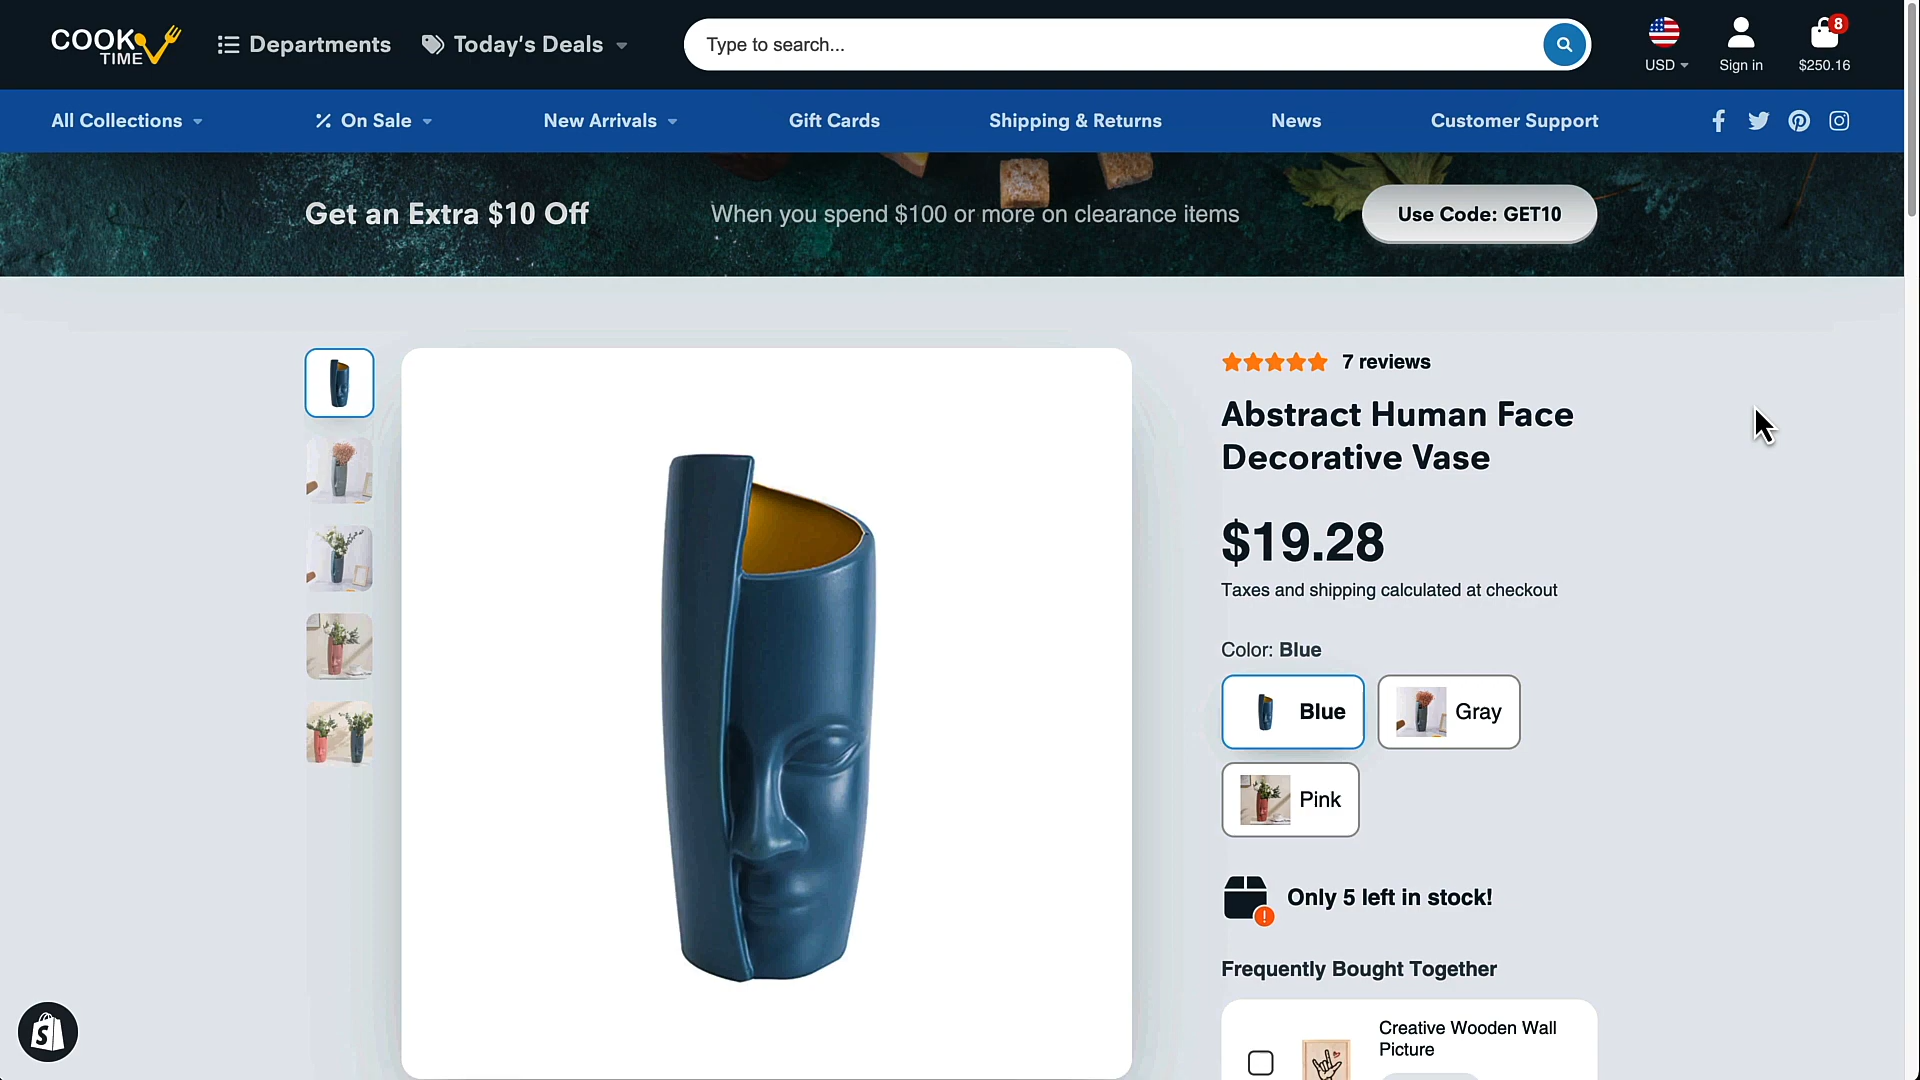 COOK
TIME
Departments
Today's Deals
Type to search...
USD
Sign in
8
$250.16
All Collections
On Sale
New Arrivals
Gift Cards
Shipping & Returns
News
Customer Support
Get an Extra $10 Off
When you spend $100 or more on clearance items
Use Code: GET10
7 reviews
Abstract Human Face
Decorative Vase
$19.28
Taxes and shipping calculated at checkout
Color: Blue
Blue
Gray
Pink
Only 5 left in stock!
Frequently Bought Together
Creative Wooden Wall
Picture